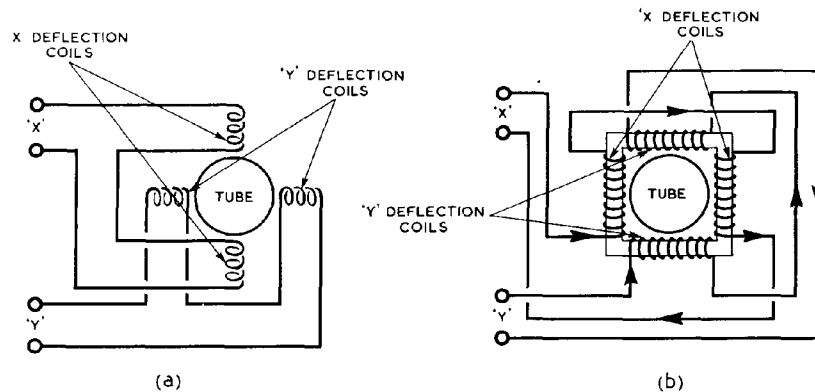 X DEFLECTION
COILS
'Y' DEFLECTION
COILS
'X'
TUBE
'Y'
(a)
'X DEFLECTION
COILS
'X'
TUBE
'Y' DEFLECTION
COILS
'Y'
(b)